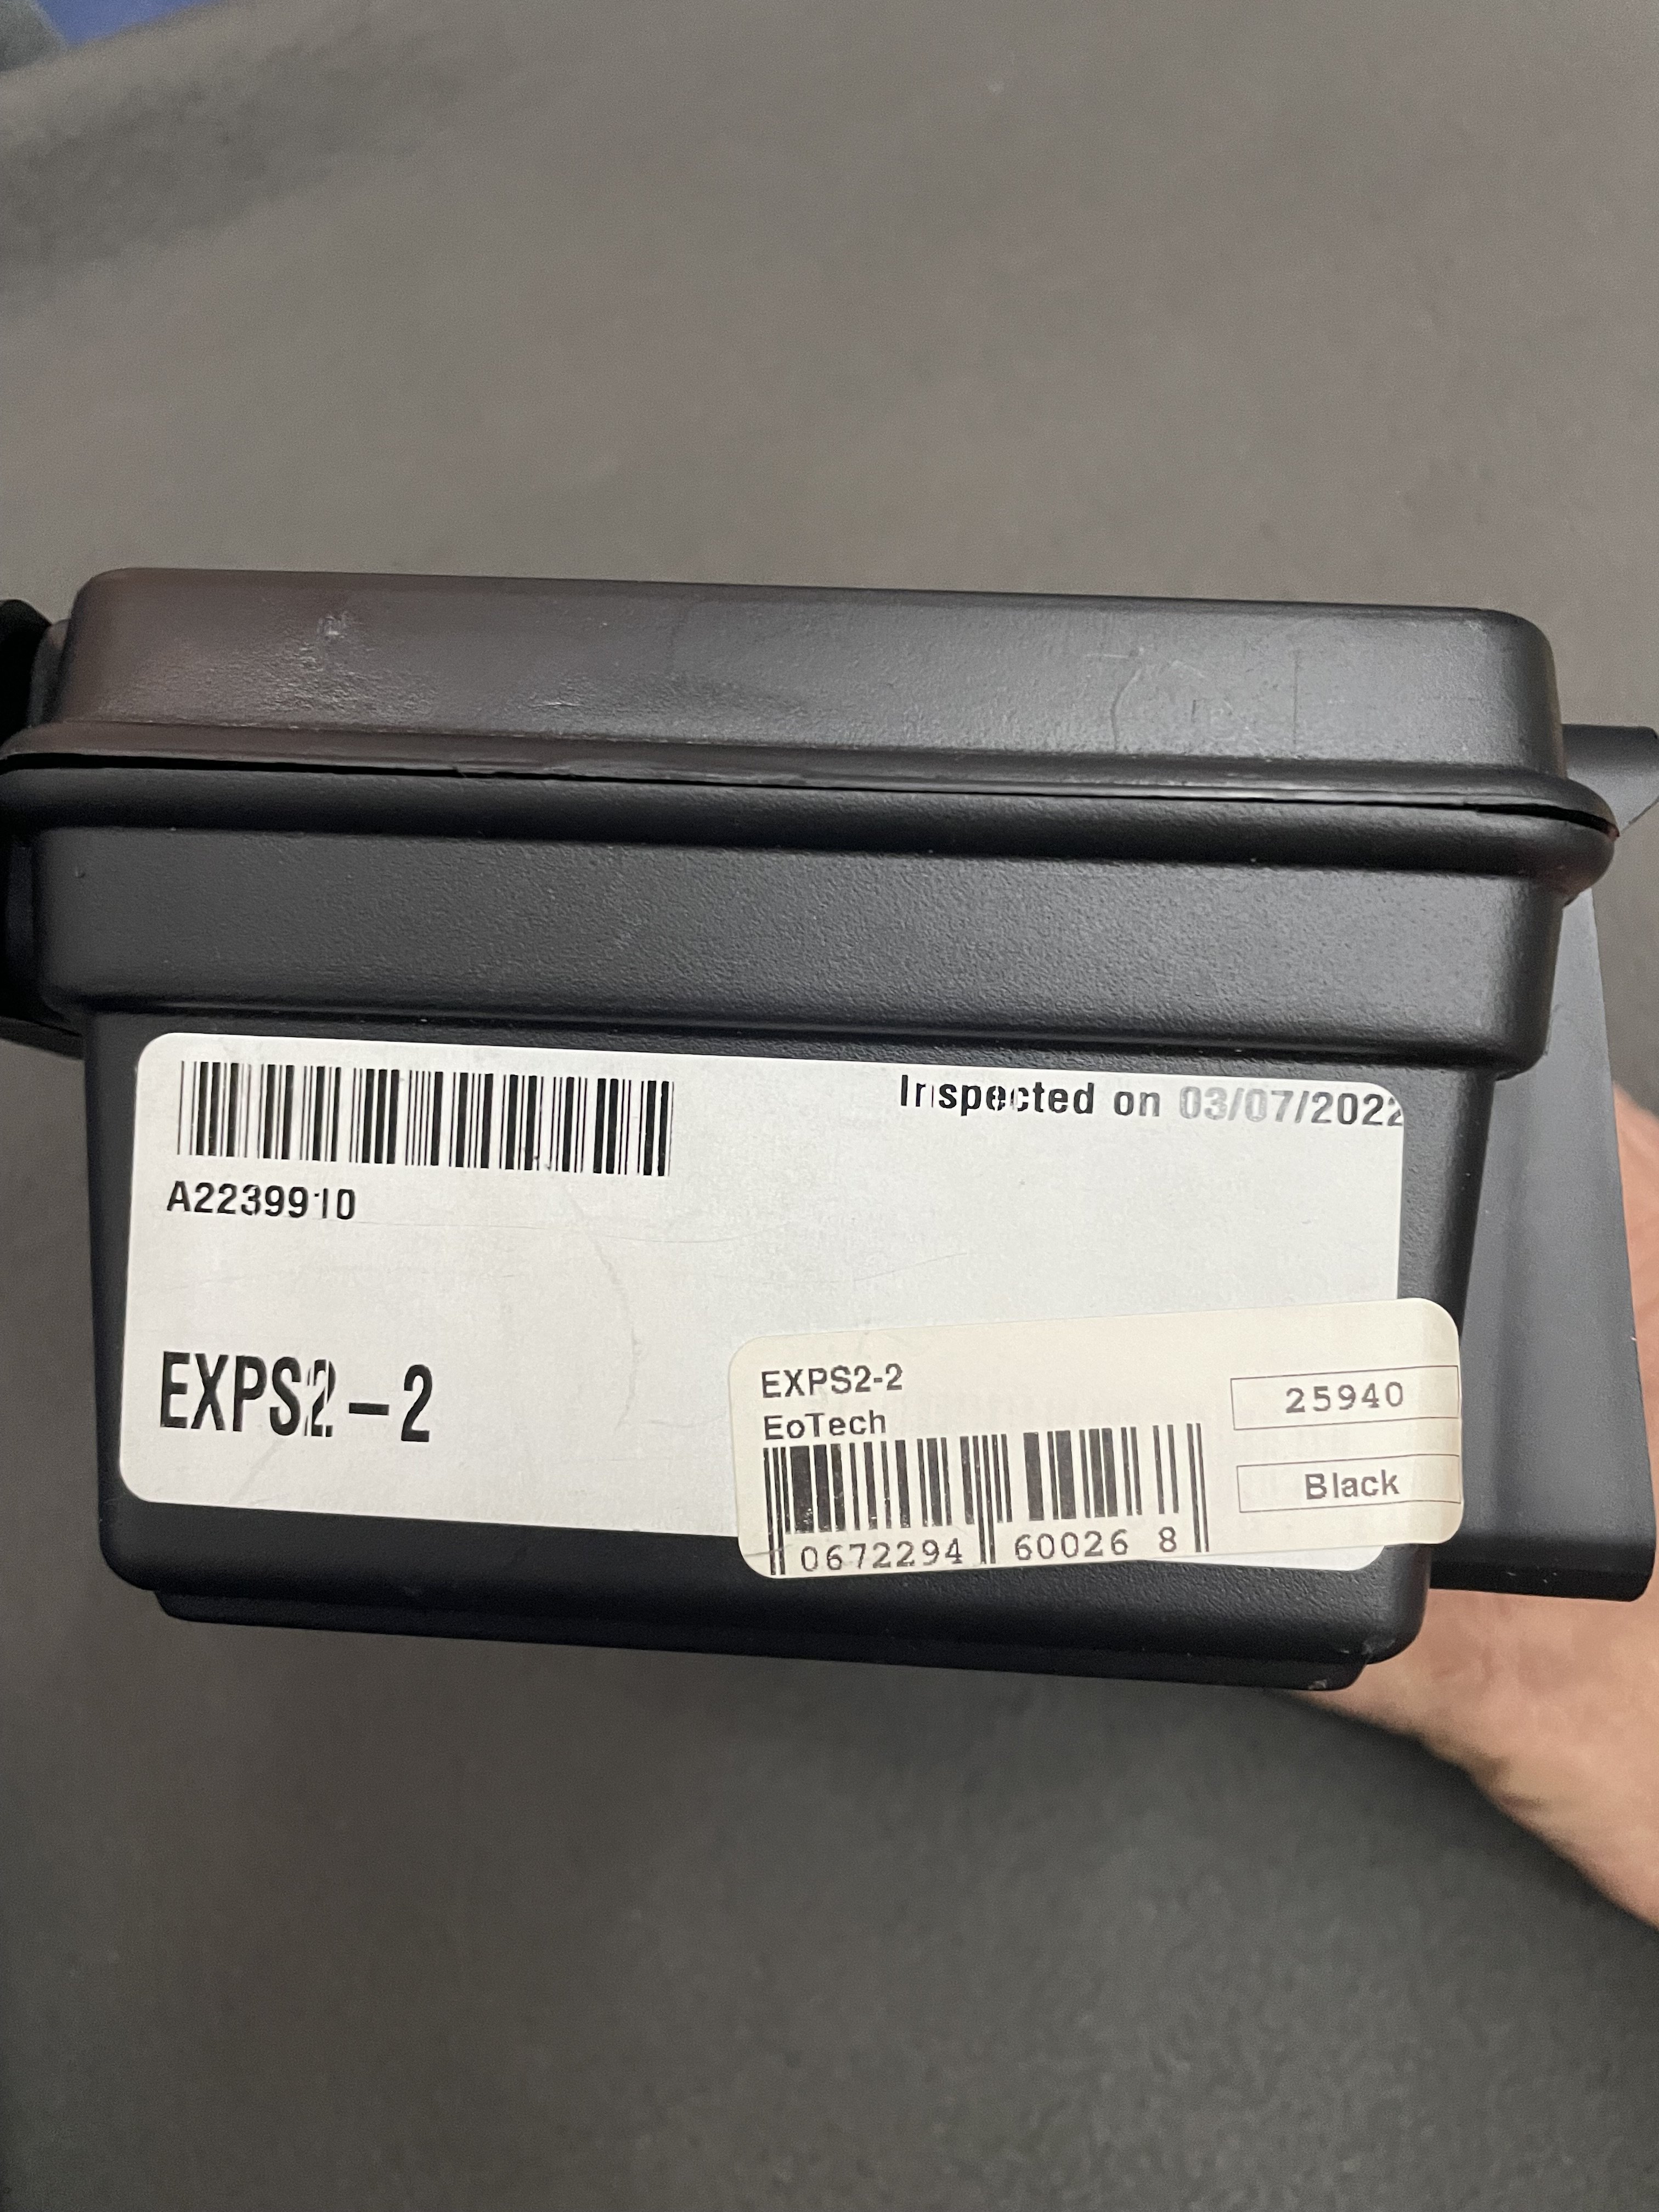 Inspected on 03/07/2022
A2239910
EXPS2-2
EXPS2-2
EoTech
25940
Black
0672294 60026 8